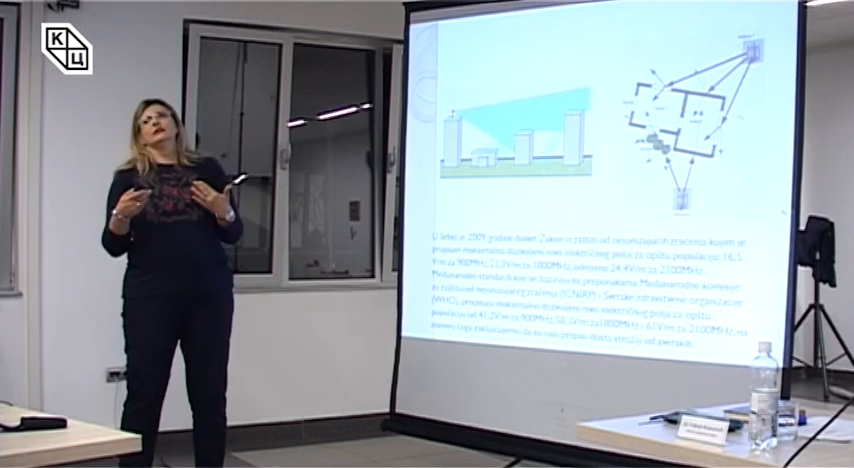 К
Ц
U Srbiji je 2009. godine donet Zakon o zaštiti od nejonizujućih zračenja kojim je
propisan maksimalno dozvoljeni nivo električnog polja za opštu populaciju: 16,5
V/m za 900MHz, 23,3V/m za 1800MHz, odnosno 24.4V/m za 2100MHz.
Međunarodni standardi koji se baziraju na preporukama Međunarodne komisije
za zaštitu od nejonizujućeg zračenja (ICNIRP) i Svetske zdravstvene organizacije
(WHO), propisuju maksimalno dozvoljeni nivo električnog polja za opštu
populaciju od 41,2V/m za 900MHz, 58,2V/m za 1800MHz i 61V/m za 2100MHz, na
osnovu čega zaključujemo da su naši propisi dosta stroži od svetskih.